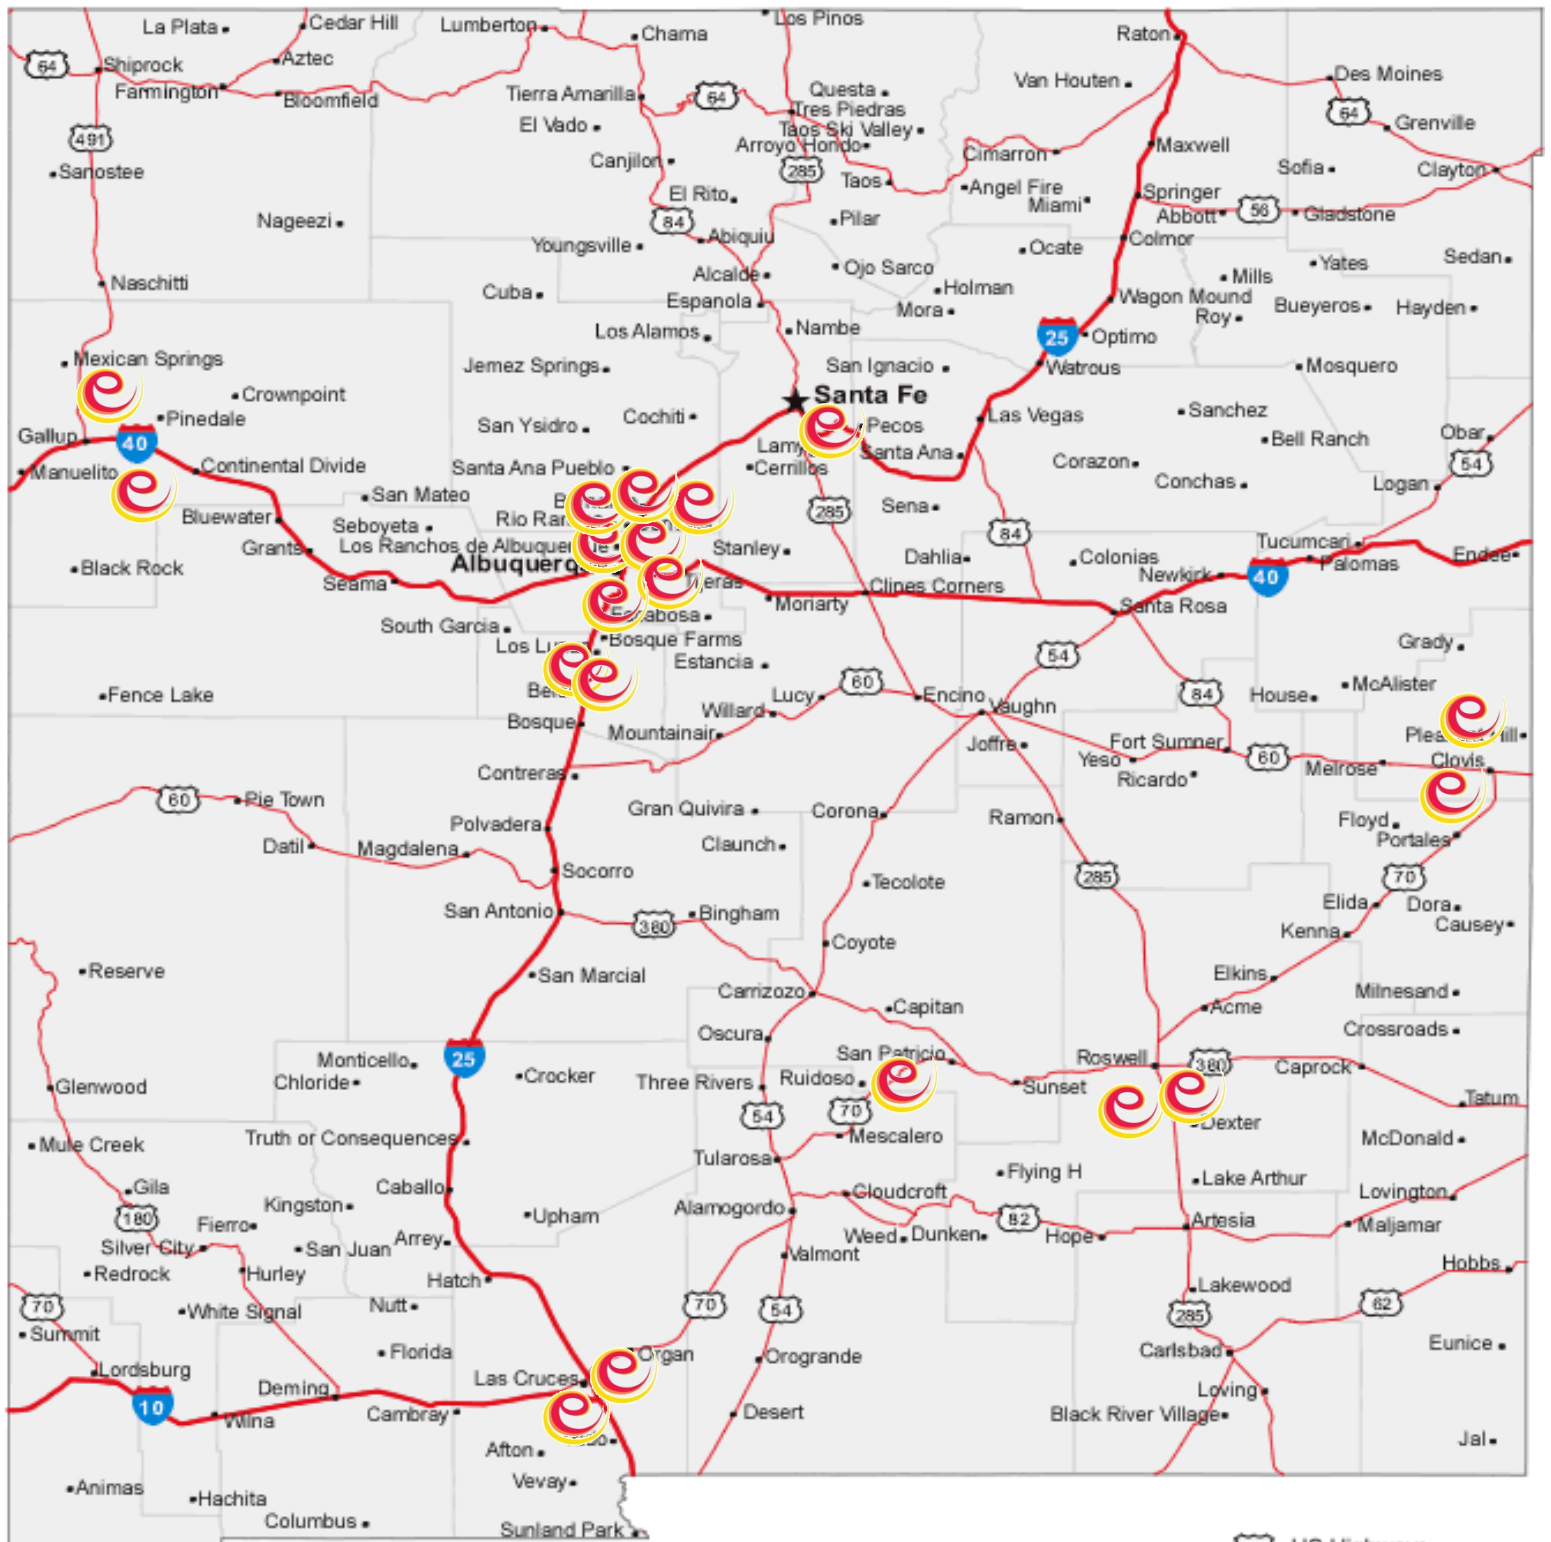 La Plata
Cedar Hill
Lumberton
Chama
Los Pinos
Raton
64
Shiprock
Aztec
Farmington
Bloomfield
Tierra Amarilla
64
Questa
Tres Piedras
Van Houten
Des Moines
64
Grenville
491
El Vado
Taos Ski Valley
Arroyo Hondo
Cimarron
Maxwell
Sanostee
Canjilon
285
Taos
Angel Fire
Miami
Sofia
Clayton
Nageezi
El Rito
84
Abiquiu
Pilar
Springer
Abbott
56
Gladstone
Youngsville
Ocate
Colmor
Naschitti
Alcalde
Ojo Sarco
Mills
Yates
Sedan
Cuba
Espanola
Holman
Mora
Wagon Mound
Roy
Bueyeros
Hayden
Los Alamos
Nambe
25
Optimo
Mexican Springs
Jemez Springs
San Ignacio
Watrous
Mosquero
Crownpoint
Santa Fe
Pinedale
San Ysidro
Cochiti
Pecos
Las Vegas
Sanchez
Gallup
40
Lamy
Santa Ana
Bell Ranch
Obar
Manuelito
Continental Divide
Santa Ana Pueblo
Cerrillos
Corazon
54
San Mateo
Conchas
Logan
Bluewater
Seboyeta
Rio
285
Sena
84
Grants
Los Ranchos de
Stanley
Dahlia
Colonias
Tucumcari
Palomas
Endee
Black Rock
Seama
Newkirk
40
Moriarty
Clines Corners
Santa Rosa
South Garcia
Los
Bosque Farms
54
Grady
Estancia
Fence Lake
Lucy
60
Encino
Vaughn
84
House
McAlister
Bosque
Willard
Mountainair
Joffre
Fort Sumner
Contreras
Yeso
60
Melrose
Clovis
Ricardo
60
Pie Town
Gran Quivira
Corona
Ramon
Floyd
Portales
Polvadera
Datil
Magdalena
Claunch
Socorro
Tecolote
285
70
San Antonio
380
Bingham
Elida
Dora
Causey
Coyote
Kenna
Reserve
San Marcial
Carrizozo
Capitan
Elkins
Acme
Milnesand
Oscura
Crossroads
Monticello
25
San Patricio
Roswell
380
Caprock
Glenwood
Chloride
Crocker
Three Rivers
Ruidoso
Sunset
Tatum
54
70
Dexter
Mule Creek
Truth or Consequences
Mescalero
McDonald
Tularosa
Gila
Caballo
Flying H
Lake Arthur
Lovington
180
Kingston
Upham
Alamogordo
Cloudcroft
82
Artesia
Maljamar
Fierro
Silver City
San Juan
Arrey
Weed
Dunken
Hope
Valmont
Redrock
Hurley
Hatch
Lakewood
Hobbs
70
White Signal
Nutt
70
54
285
62
Summit
Florida
Organ
Orogrande
Carlsbad
Eunice
Lordsburg
Las Cruces
10
Deming
Wilna
Cambray
Desert
Loving
Black River Village
Afton
Jal
Animas
Hachita
Vevay
Columbus
Sunland Park